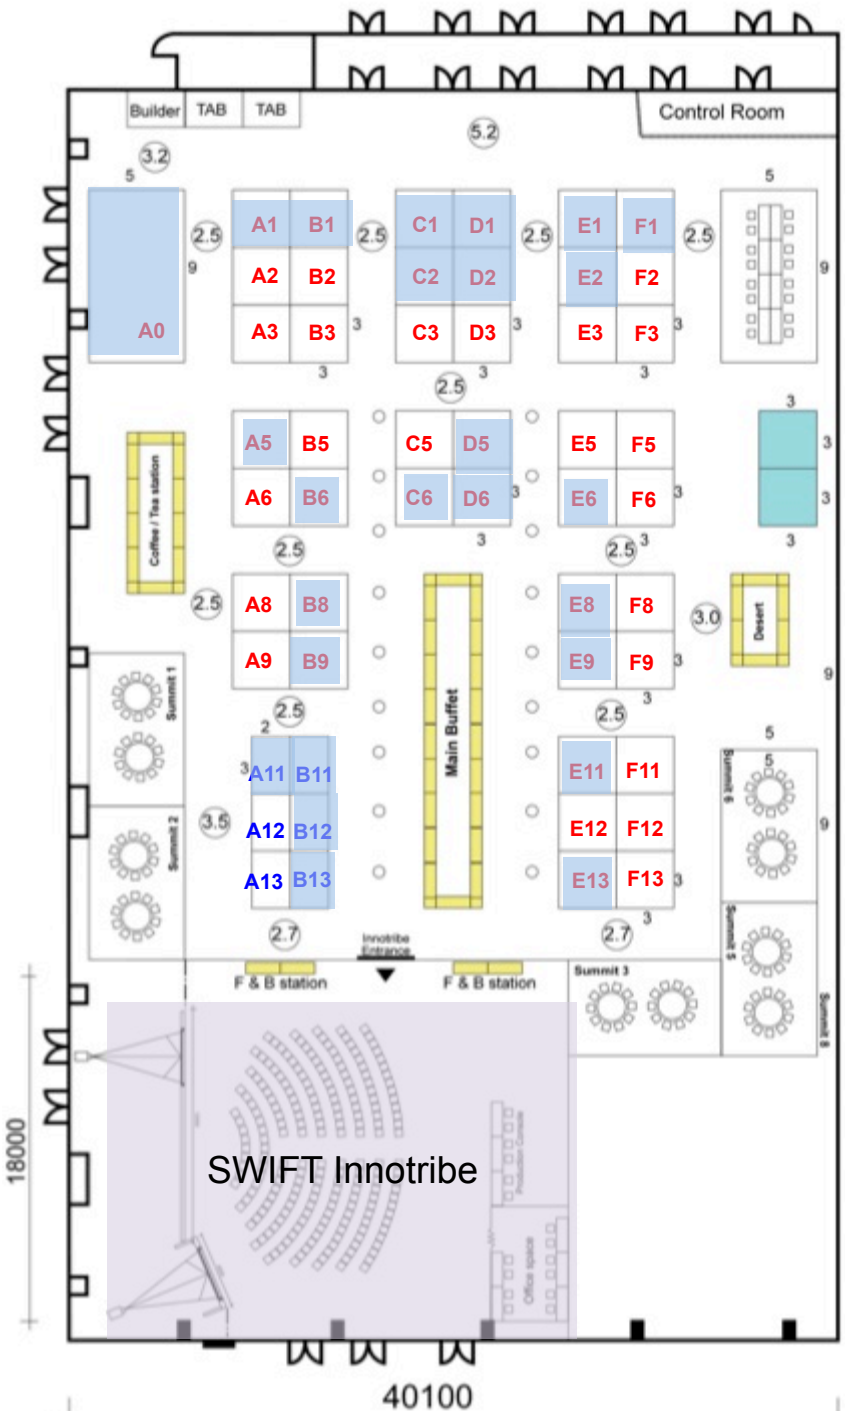 Builder TAB TAB Control Room
5.2
3.2
5 5
A1 B1 C1 D1 E1 F1
2.5 2.5 2.5 2.5
9 A2 B2 C2 D2 E2 F2 9
A0 A3 B3 3 C3 D3 3 E3 F3 3
3 3 3
2.5
3
A5 B5 C5 D5 E5 F5 3
A6 B6 C6 D6 3 E6 F6 3 3
Coffee / Tea station
3 3 3
2.5 2.5
2.5 A8 B8 E8 F8 3.0
Desert
A9 B9 E9 F9 3 9
Summit 1
3
2.5 2.5
2 5
Main Buffet
3 A11 B11 E11 F11 5
Summit 6
3.5 A12 B12 E12 F12 9
Summit 2
A13 B13 E13 F13 3
3
2.7 2.7
Summit 5
Innotribe
Entrance
F & B station F & B station Summit 3
Summit 8
18000
SWIFT Innotribe
Production Console
Office space
40100